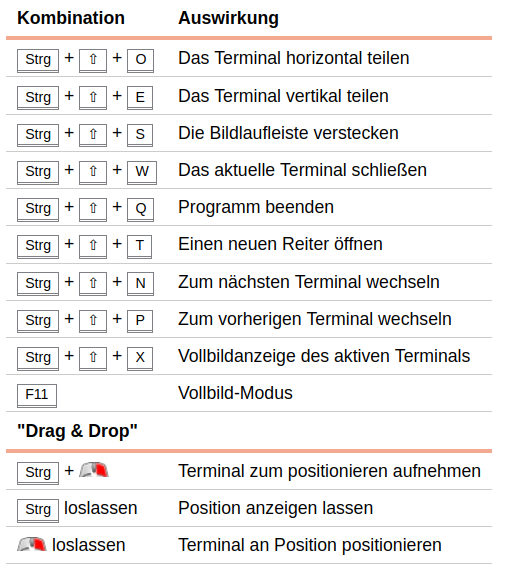 Kombination Auswirkung
Strg + ⇧ + O Das Terminal horizontal teilen
Strg + ⇧ + E Das Terminal vertikal teilen
Strg + ⇧ + S Die Bildlaufleiste verstecken
Strg + ⇧ + W Das aktuelle Terminal schließen
Strg + ⇧ + Q Programm beenden
Strg + ⇧ + T Einen neuen Reiter öffnen
Strg + ⇧ + N Zum nächsten Terminal wechseln
Strg + ⇧ + P Zum vorherigen Terminal wechseln
Strg + ⇧ + X Vollbildanzeige des aktiven Terminals
F11 Vollbild-Modus
"Drag & Drop"
Strg + Terminal zum positionieren aufnehmen
Strg loslassen Position anzeigen lassen
loslassen Terminal an Position positionieren